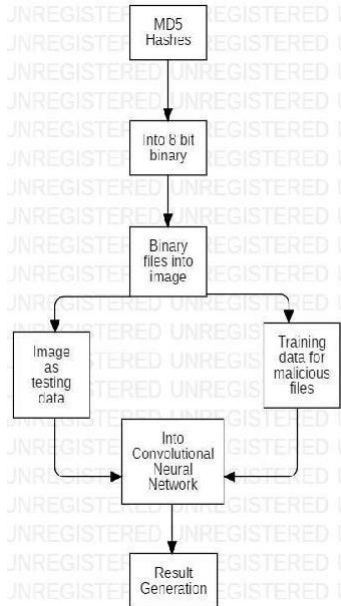 MD5
Hashes
Into 8 bit
binary
Binary
files into
image
Image
as
testing
data
Training
data for
malicious
files
Into
Convolutional
Neural
Network
Result
Generation